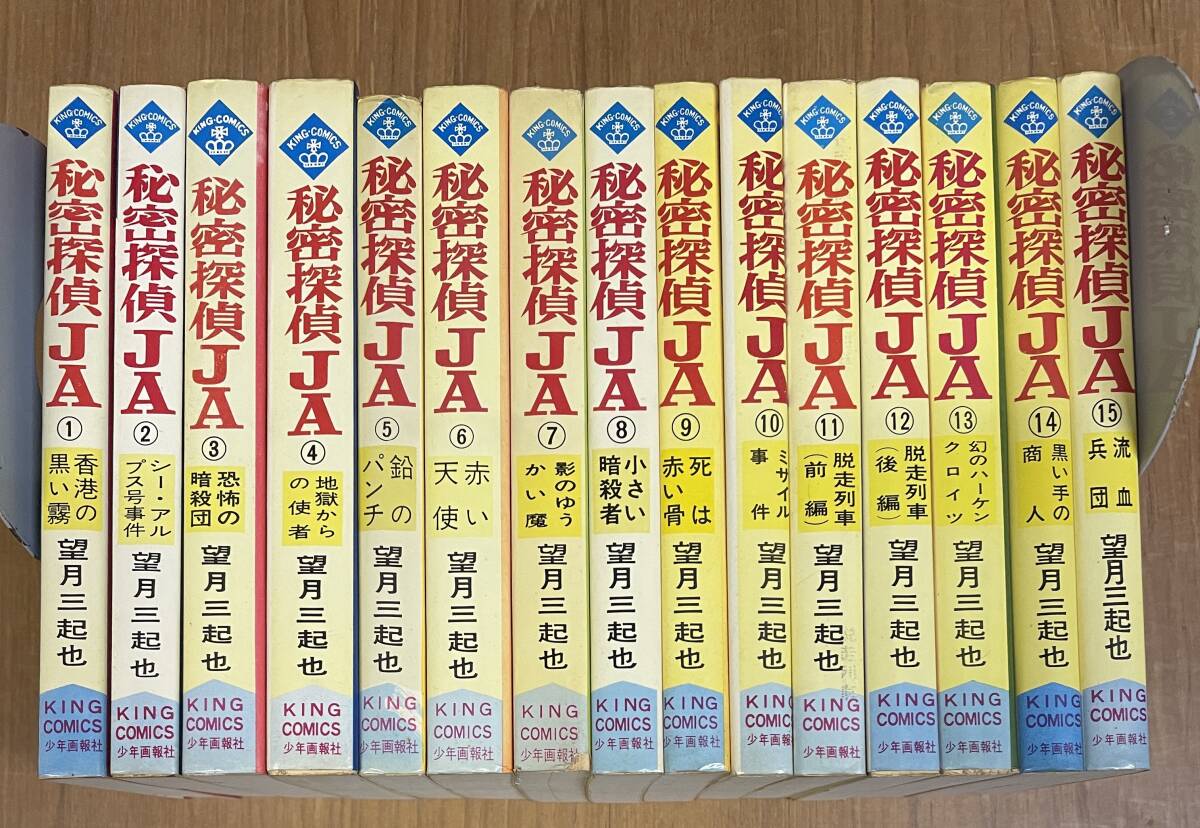 KING・COMICS
秘密探偵JA
①
香港の
黒い霧
望月三起也
KING
COMICS
少年画報社
KING・COMICS
秘密探偵JA
②
シー・アル
プス号事件
望月三起也
KING
COMICS
少年画報社
KING・COMICS
秘密探偵JA
③
恐怖の
暗殺団
望月三起也
KING
COMICS
少年画報社
KING・COMICS
秘密探偵JA
④
地獄から
の使者
望月三起也
KING
COMICS
少年画報社
KING・COMICS
秘密探偵JA
⑤
鉛の
パンチ
望月三起也
KING
COMICS
少年画報社
KING・COMICS
秘密探偵JA
⑥
赤い
天使
望月三起也
KING
COMICS
少年画報社
KING・COMICS
秘密探偵JA
⑦
影のゆう
かい魔
望月三起也
KING
COMICS
少年画報社
KING・COMICS
秘密探偵JA
⑧
小さい
暗殺者
望月三起也
KING
COMICS
少年画報社
KING・COMICS
秘密探偵JA
⑨
死は
赤い骨
望月三起也
KING
COMICS
少年画報社
KING・COMICS
秘密探偵JA
⑩
ミサイル
事件
望月三起也
KING
COMICS
少年画報社
KING・COMICS
秘密探偵JA
⑪
脱走列車
（前編）
望月三起也
KING
COMICS
少年画報社
KING・COMICS
秘密探偵JA
⑫
脱走列車
（後編）
望月三起也
KING
COMICS
少年画報社
KING・COMICS
秘密探偵JA
⑬
幻のハーケン
クロイツ
望月三起也
KING
COMICS
少年画報社
KING・COMICS
秘密探偵JA
⑭
黒い手の
商人
望月三起也
KING
COMICS
少年画報社
KING・COMICS
秘密探偵JA
⑮
流血
兵団
望月三起也
KING
COMICS
少年画報社